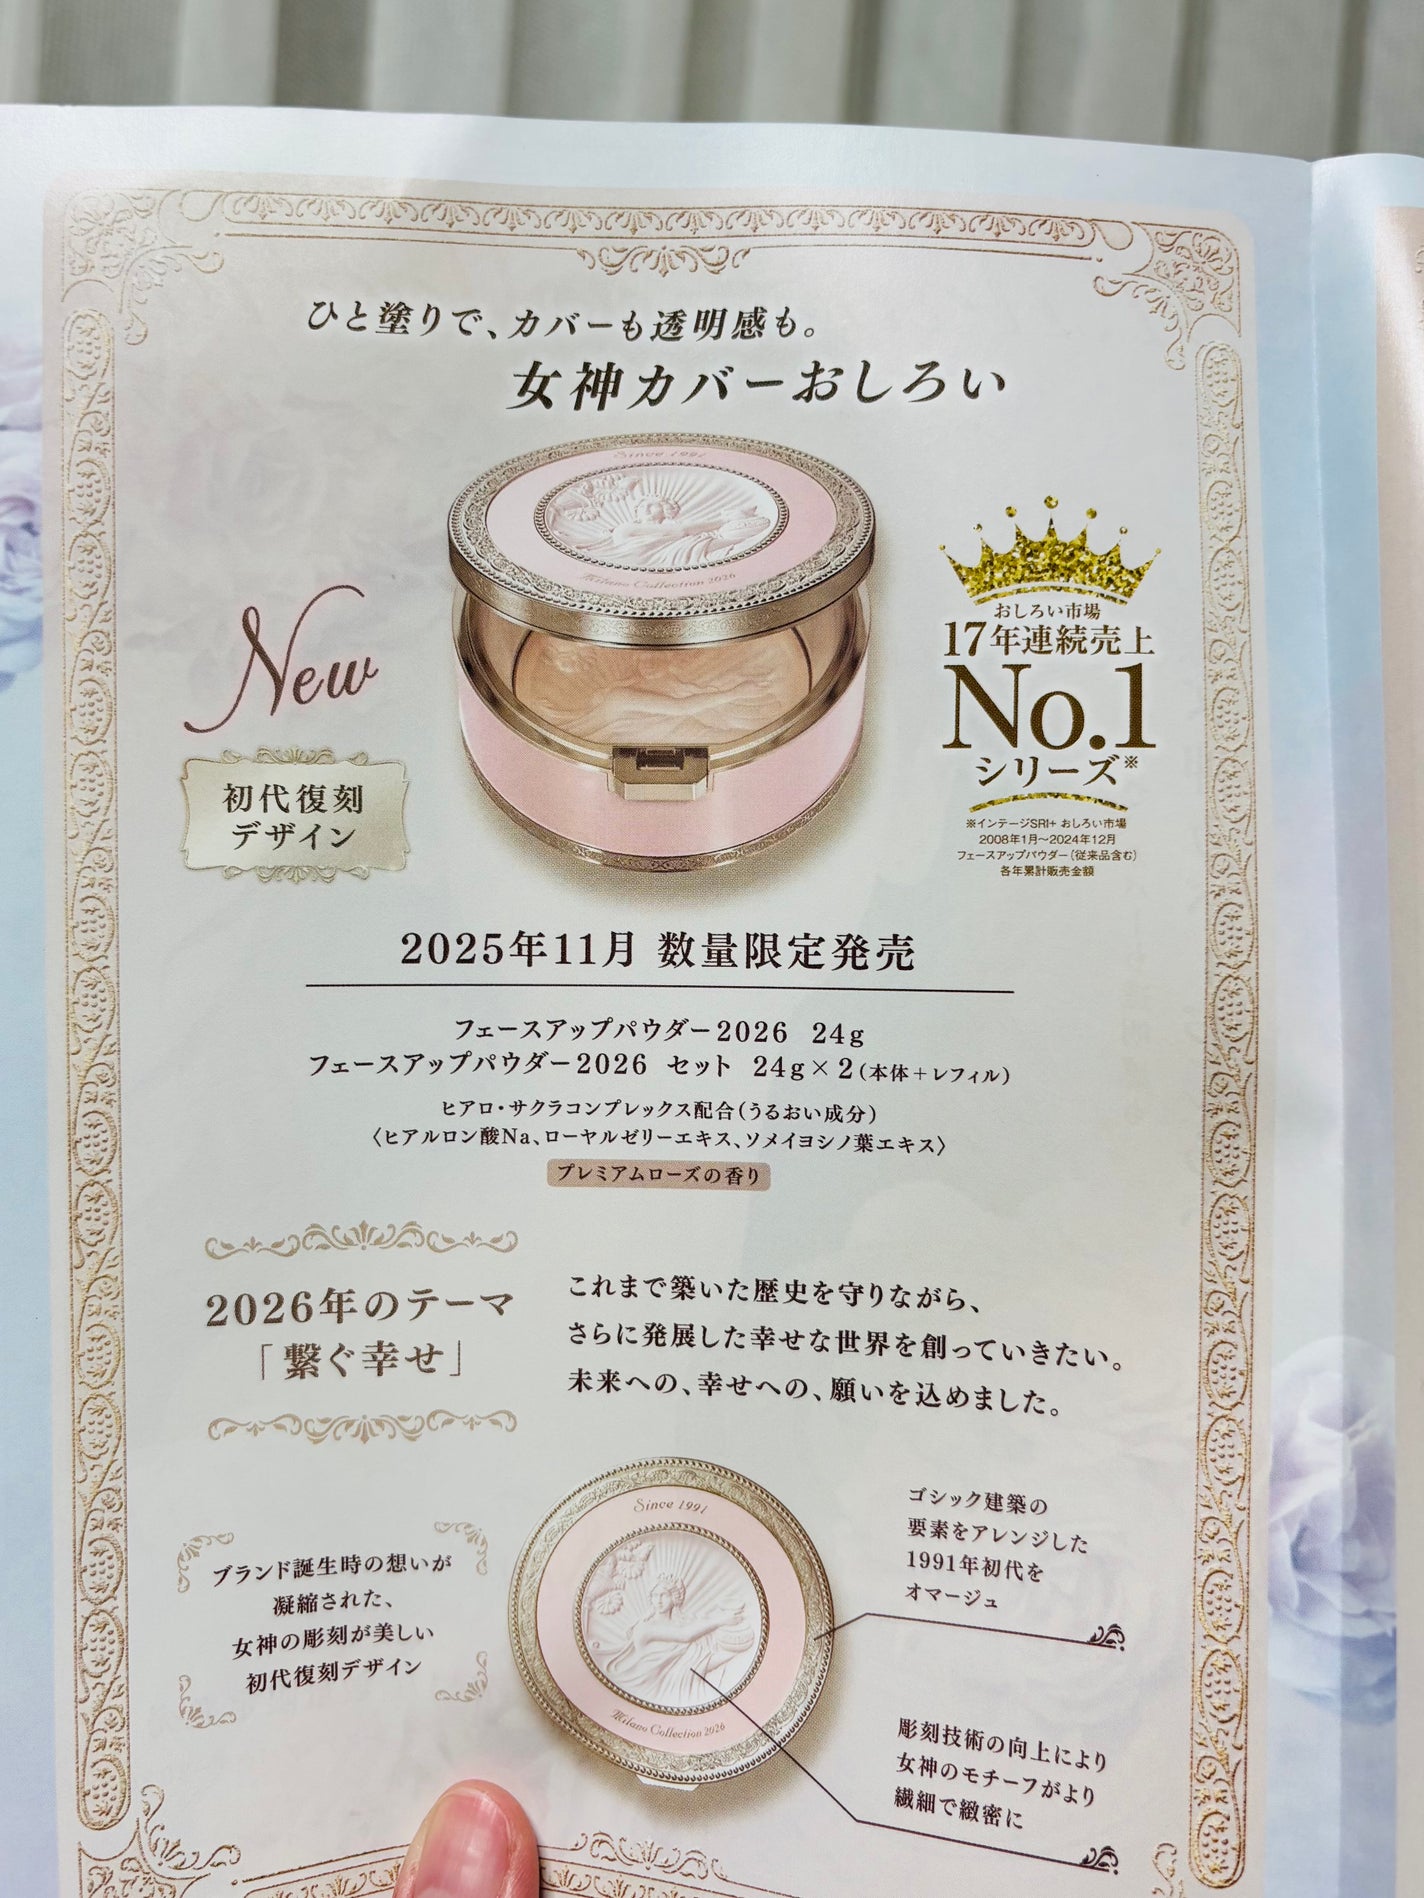 ひと塗りで、カバーも透明感も。
女神カバーおしろい
Since 1991
Milano Collection 2026
New
初代復刻
デザイン
おしろい市場
17年連続売上
No.1
シリーズ※
※インテージSRI+ おしろい市場
2008年1月〜2024年12月
フェースアップパウダー(従来品含む)
各年累計販売金額
2025年11月 数量限定発売
フェースアップパウダー2026 24g
フェースアップパウダー2026 セット 24g×2(本体+レフィル)
ヒアロ・サクラコンプレックス配合(うるおい成分)
〈ヒアルロン酸Na、ローヤルゼリーエキス、ソメイヨシノ葉エキス〉
プレミアムローズの香り
2026年のテーマ
「繋ぐ幸せ」
これまで築いた歴史を守りながら、
さらに発展した幸せな世界を創っていきたい。
未来への、幸せへの、願いを込めました。
ブランド誕生時の想いが
凝縮された、
女神の彫刻が美しい
初代復刻デザイン
Since 1991
Milano Collection 2026
ゴシック建築の
要素をアレンジした
1991年初代を
オマージュ
彫刻技術の向上により
女神のモチーフがより
繊細で緻密に